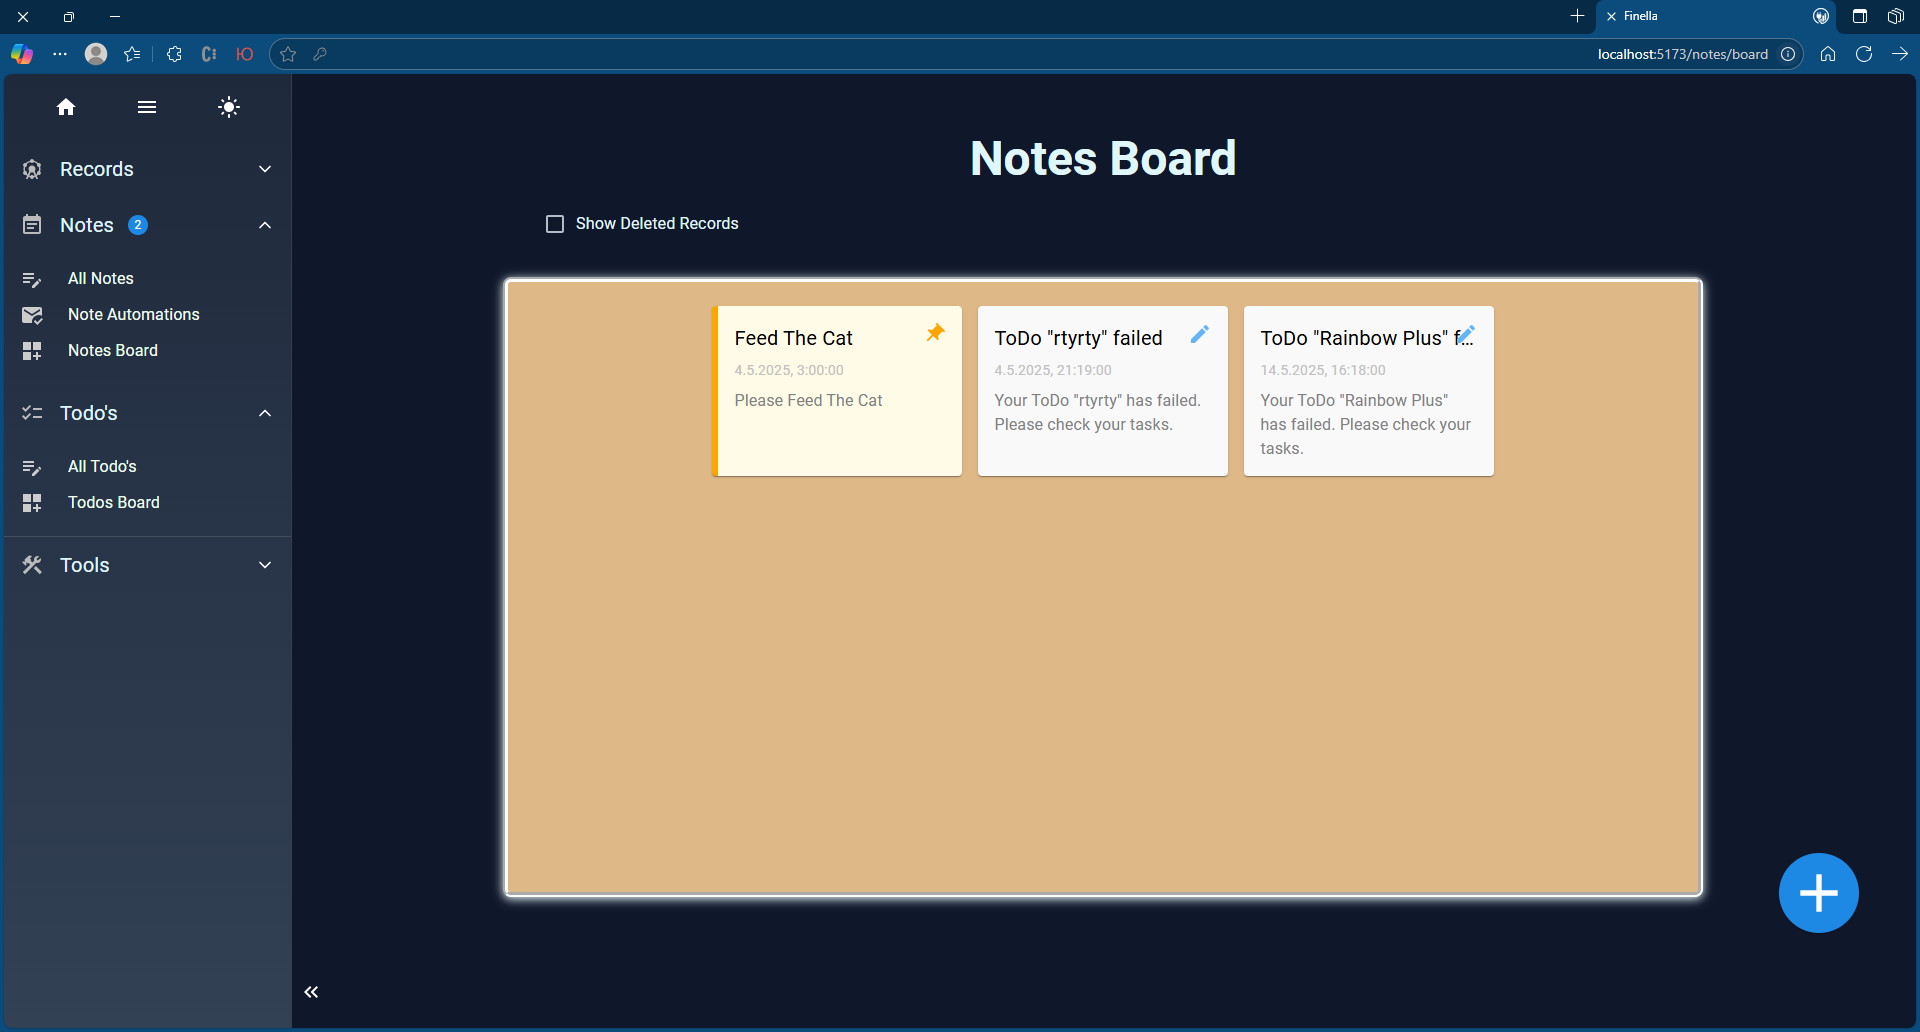 Finella
localhost:5173/notes/board
Records
Notes 2
All Notes
Note Automations
Notes Board
Todo's
All Todo's
Todos Board
Tools
Notes Board
Show Deleted Records
Feed The Cat
4.5.2025, 3:00:00
Please Feed The Cat
ToDo "rtyrty" failed
4.5.2025, 21:19:00
Your ToDo "rtyrty" has failed.
Please check your tasks.
ToDo "Rainbow Plus" f...
14.5.2025, 16:18:00
Your ToDo "Rainbow Plus"
has failed. Please check your
tasks.